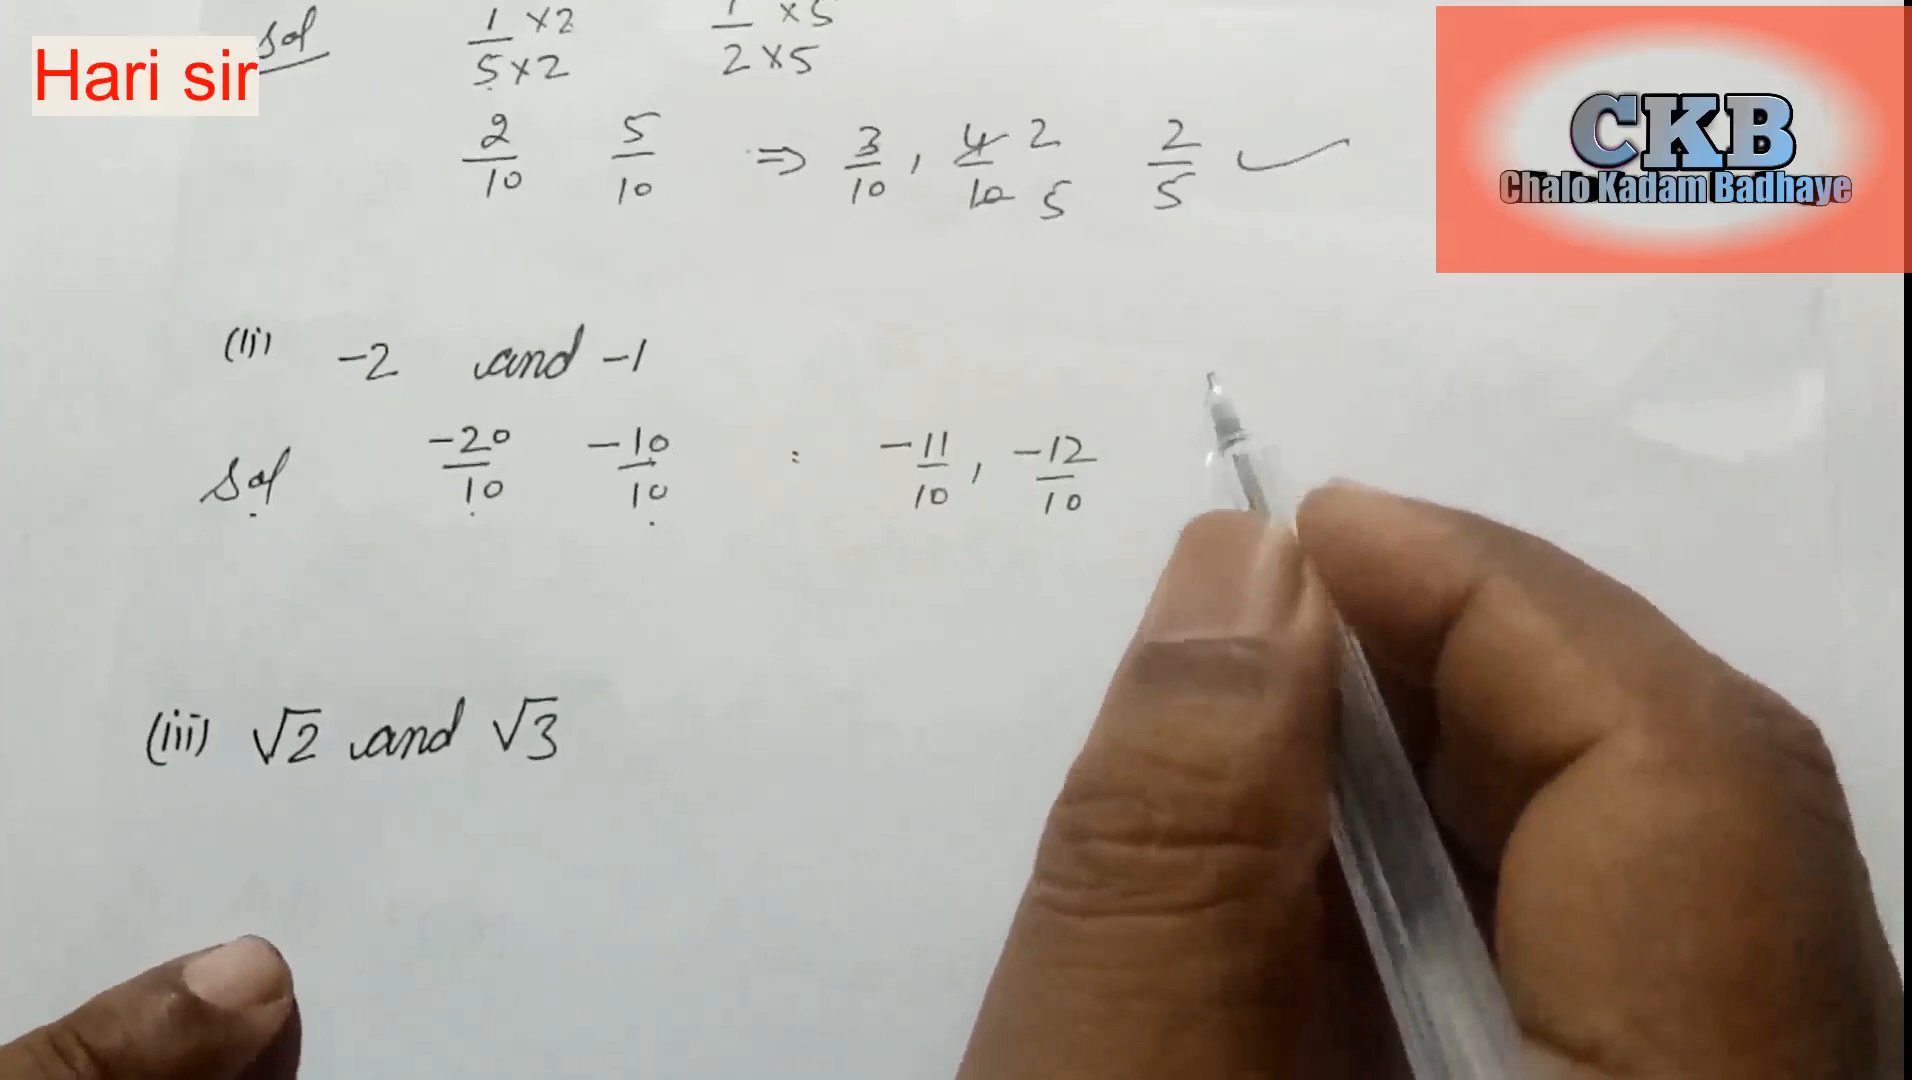 Hari sir
CKB
Chalo Kadam Badhaye
Sol 1×2/5×2 1×5/2×5
2/10 5/10 ⇒ 3/10, 4/10 2/5 2/5 ✓
(ii) -2 and -1
Sol -20/10 -10/10 : -11/10, -12/10
(iii) √2 and √3